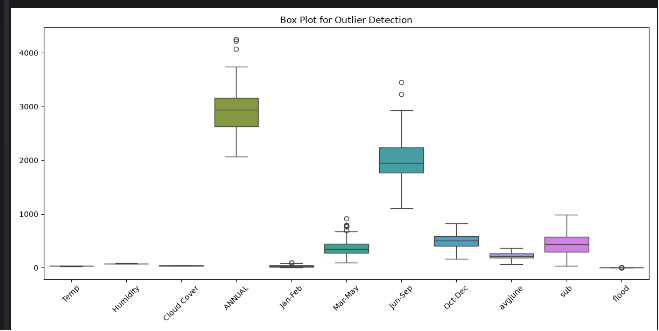 Box Plot for Outlier Detection
4000
3000
2000
1000
0
Temp
Humidity
Cloud Cover
ANNUAL
Jan-Feb
Mar-May
Jun-Sep
Oct-Dec
avgjune
sub
flood